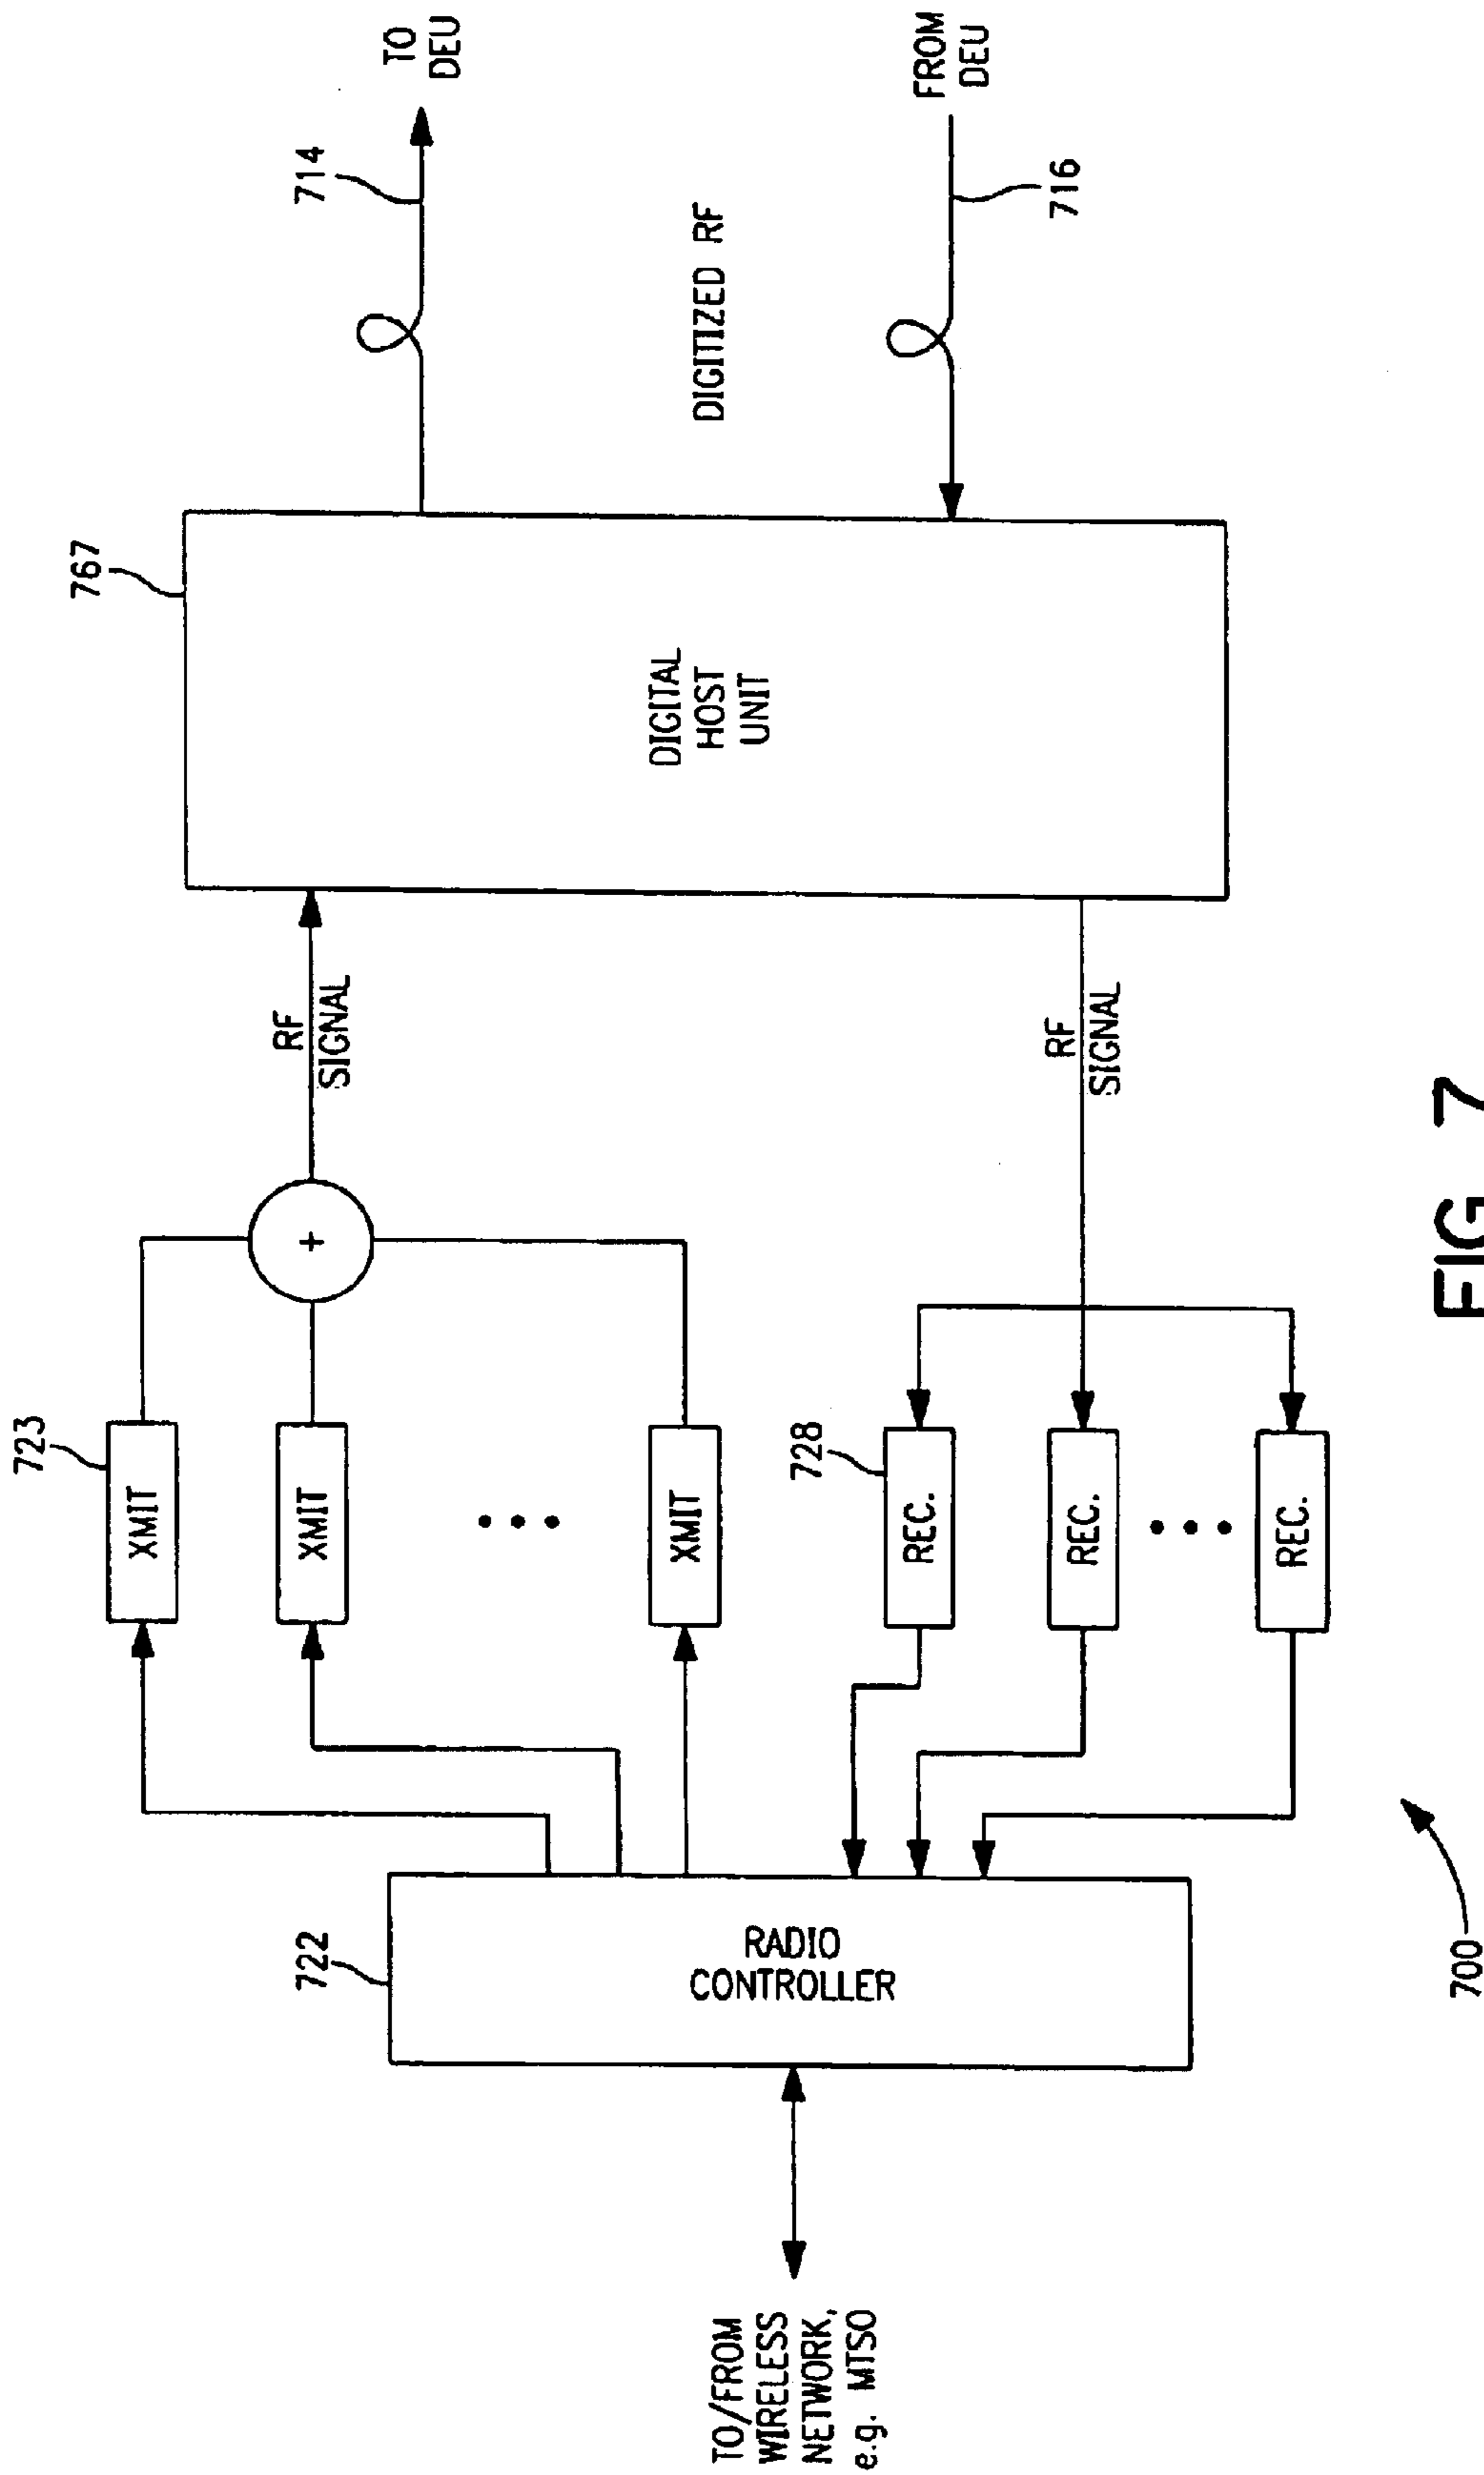 TO/FROM
WIRELESS
NETWORK,
e.g. MTSO
722
RADIO
CONTROLLER
723
XMIT
XMIT
XMIT
728
REC.
REC.
REC.
+
RF
SIGNAL
RF
SIGNAL
767
DIGITAL
HOST
UNIT
714
TO
DEU
DIGITIZED RF
716
FROM
DEU
700
FIG. 7